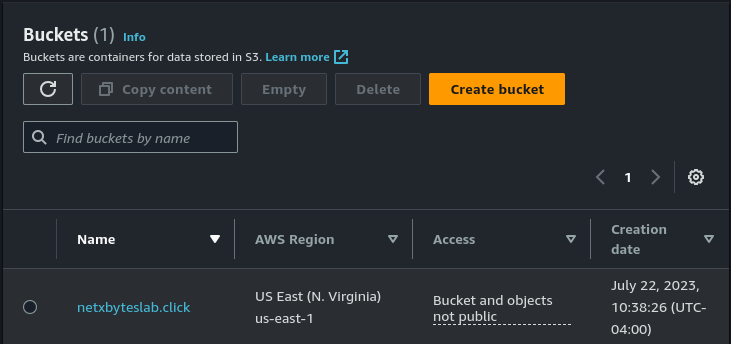 Buckets (1) Info
Buckets are containers for data stored in S3. Learn more
Copy content Empty Delete Create bucket
Find buckets by name
1
Name AWS Region Access Creation date
netxbyteslab.click
US East (N. Virginia)
us-east-1
Bucket and objects
not public
July 22, 2023,
10:38:26 (UTC-
04:00)